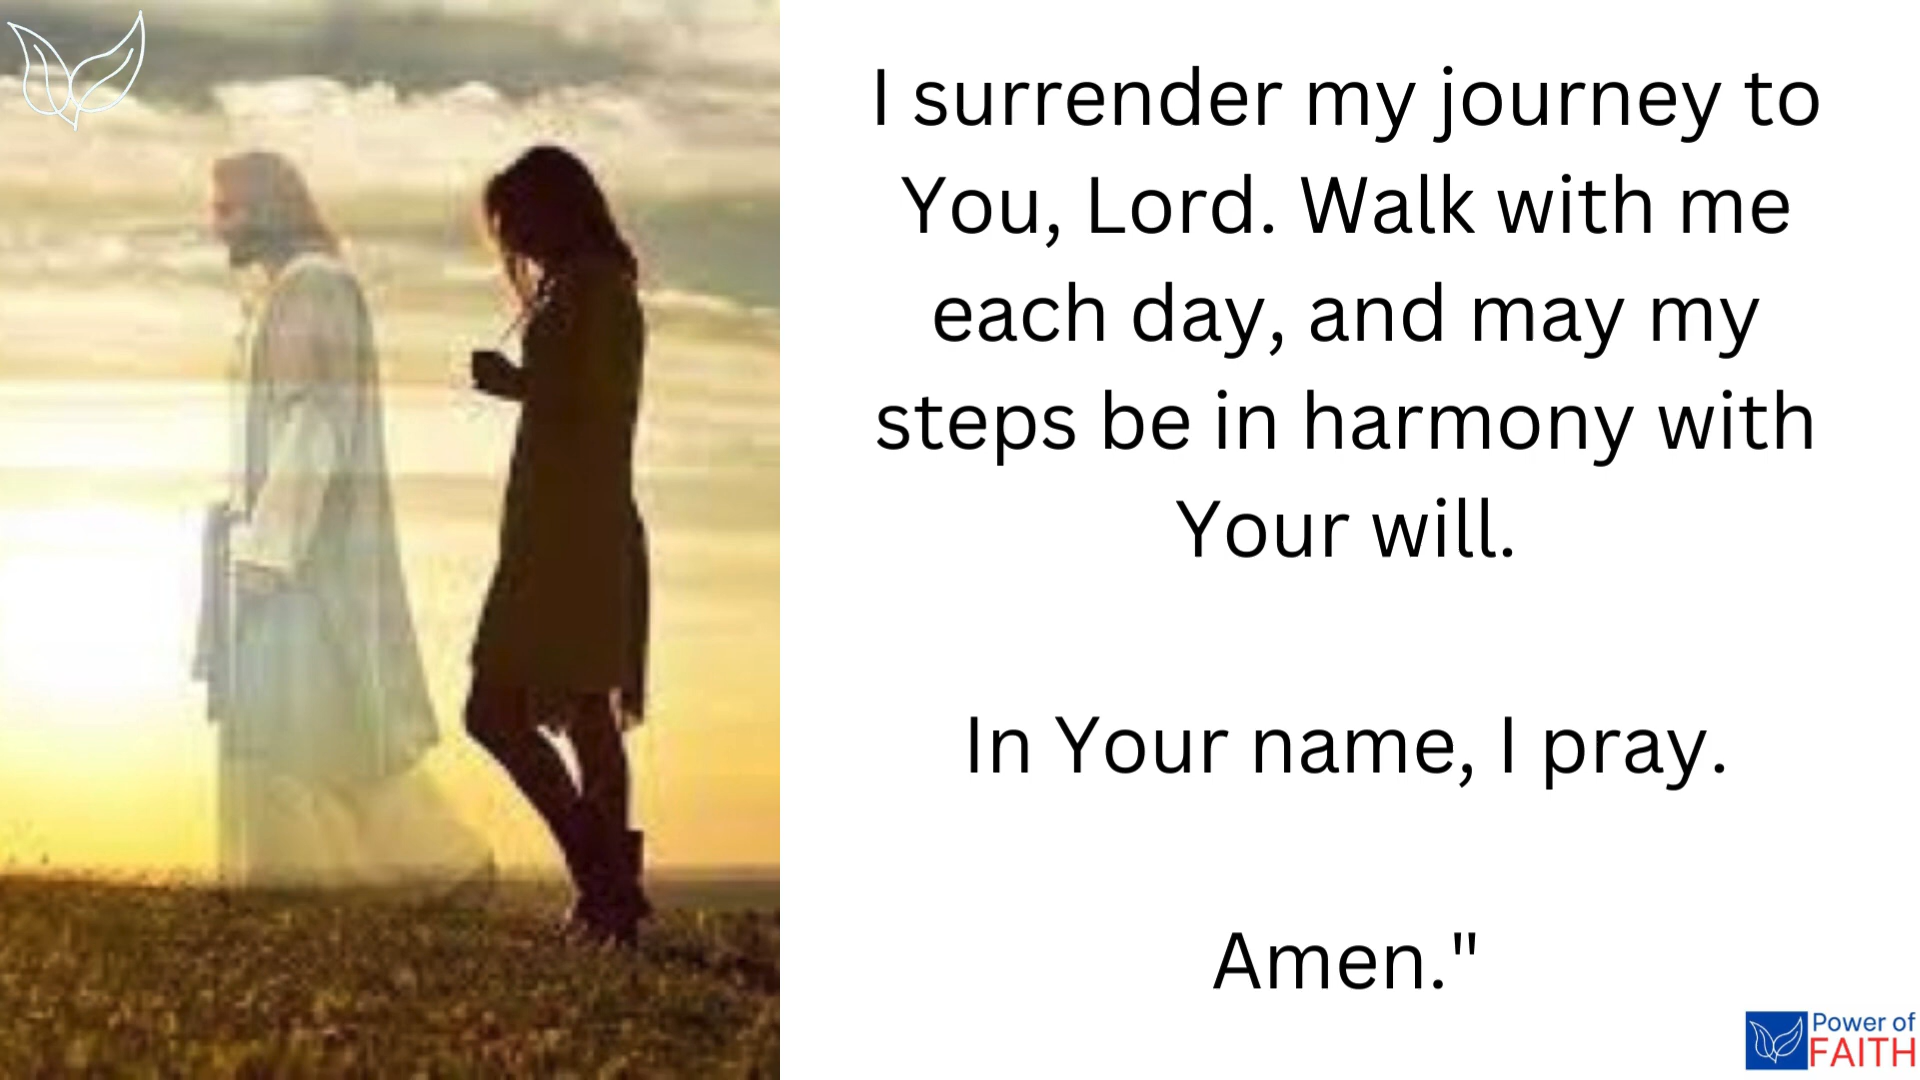 I surrender my journey to
You, Lord. Walk with me
each day, and may my
steps be in harmony with
Your will.
In Your name, I pray.
Amen."
Power of
FAITH